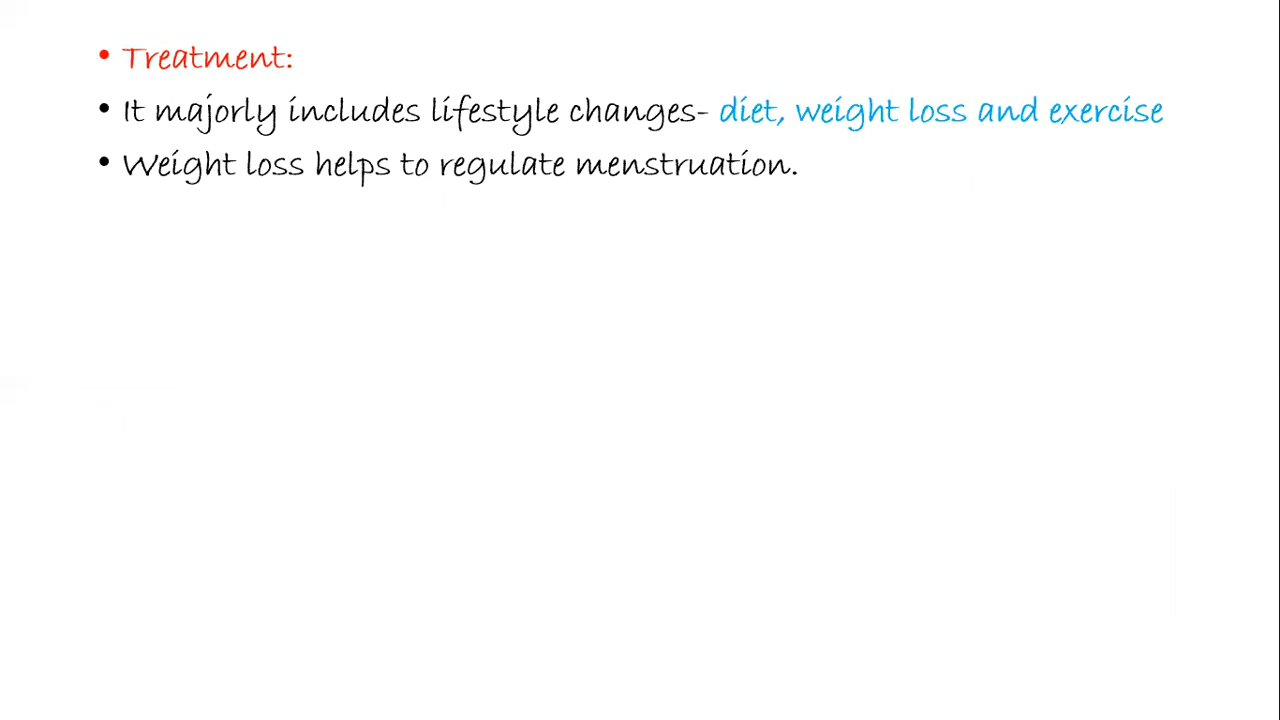 • Treatment:
• It majorly includes lifestyle changes- diet, weight loss and exercise
• Weight loss helps to regulate menstruation.